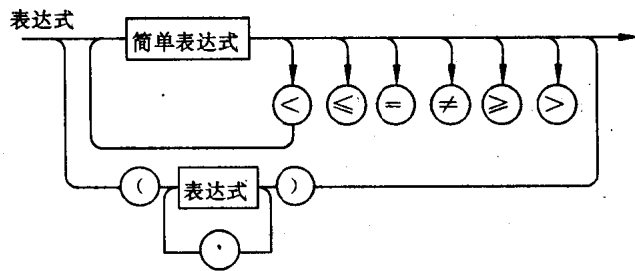 表达式
简单表达式
< ⩽ = ≠ ⩾ >
( 表达式 )
,